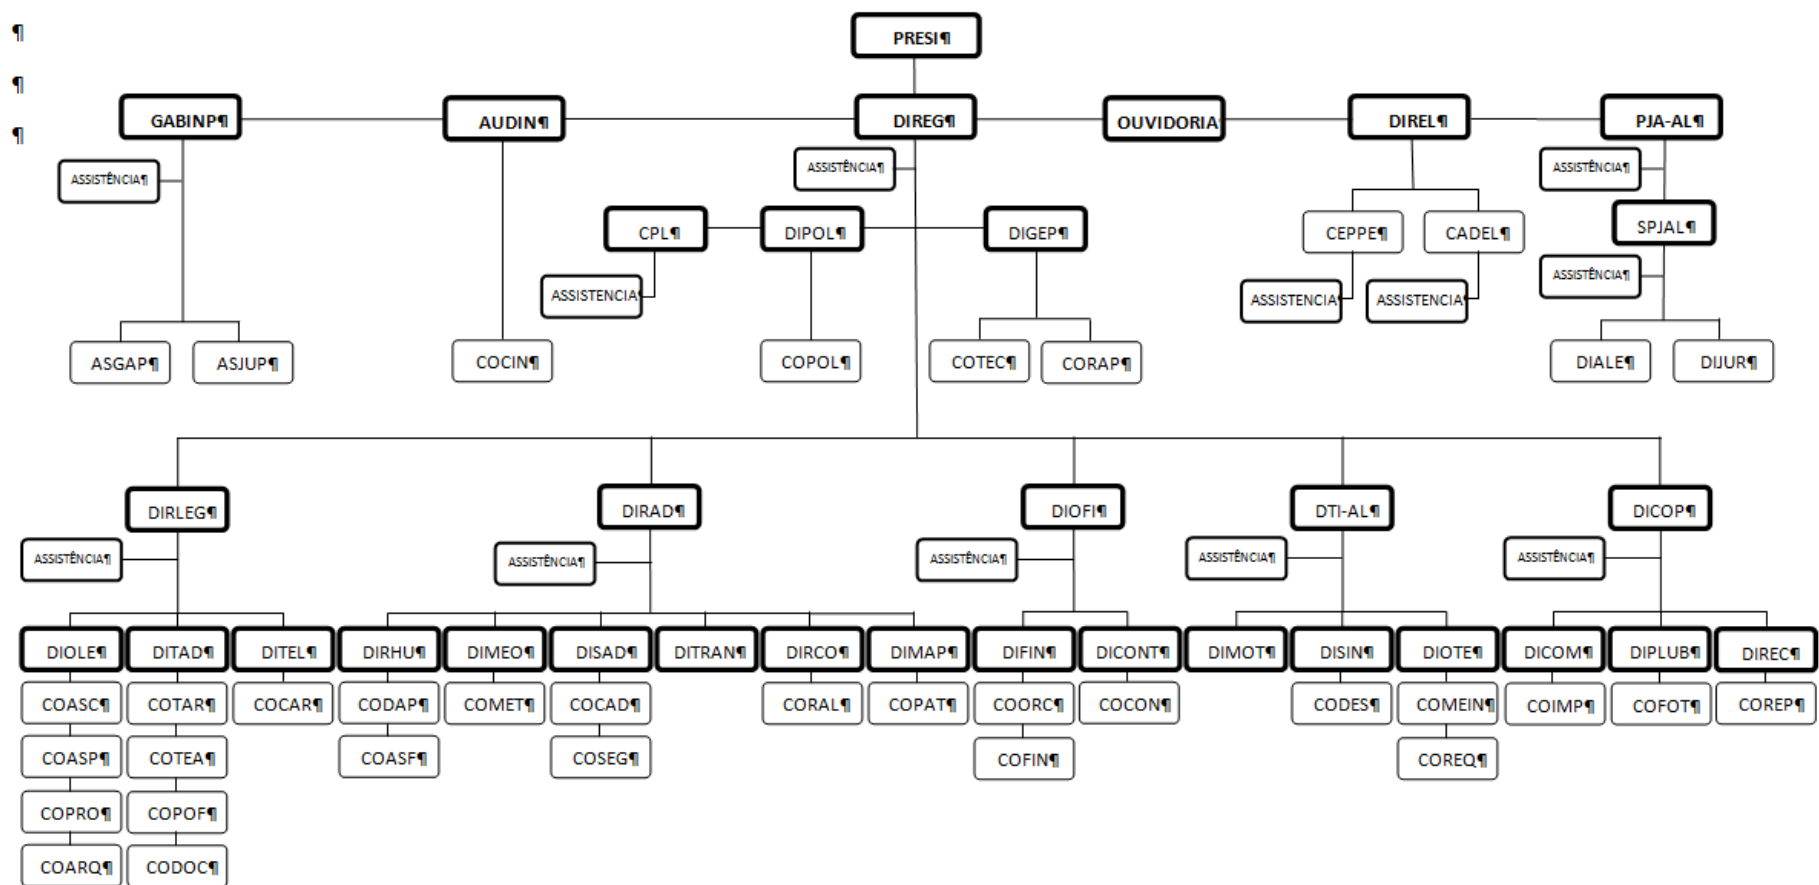 ¶
PRESI¶
¶
GABINP¶ AUDIN¶ DIREG¶ OUVIDORIA DIREL¶ PJA-AL¶
¶
ASSISTÊNCIA¶ ASSISTÊNCIA¶ ASSISTÊNCIA¶
CPL¶ DIPOL¶ DIGEP¶ CEPPE¶ CADEL¶ SPJAL¶
ASSISTENCIA ASSISTENCIA ASSISTENCIA ASSISTÊNCIA¶
ASGAP¶ ASJUP¶ COCIN¶ COPOL¶ COTEC¶ CORAP¶ DIALE¶ DIJUR¶
DIRLEG¶ DIRAD¶ DIOFI¶ DTI-AL¶ DICOP¶
ASSISTÊNCIA¶ ASSISTÊNCIA¶ ASSISTÊNCIA¶ ASSISTÊNCIA¶ ASSISTÊNCIA¶
DIOLE¶ DITAD¶ DITEL¶ DIRHU¶ DIMEO¶ DISAD¶ DITRAN¶ DIRCO¶ DIMAP¶ DIFIN¶ DICONT¶ DIMOT¶ DISIN¶ DIOTE¶ DICOM¶ DIPLUB¶ DIREC¶
COASC¶ COTAR¶ COCAR¶ CODAP¶ COMET¶ COCAD¶ CORAL¶ COPAT¶ COORC¶ COCON¶ CODES¶ COMEIN¶ COIMP¶ COFOT¶ COREP¶
COASP¶ COTEA¶ COASF¶ COSEG¶ COFIN¶ COREQ¶
COPRO¶ COPOF¶
COARQ¶ CODOC¶